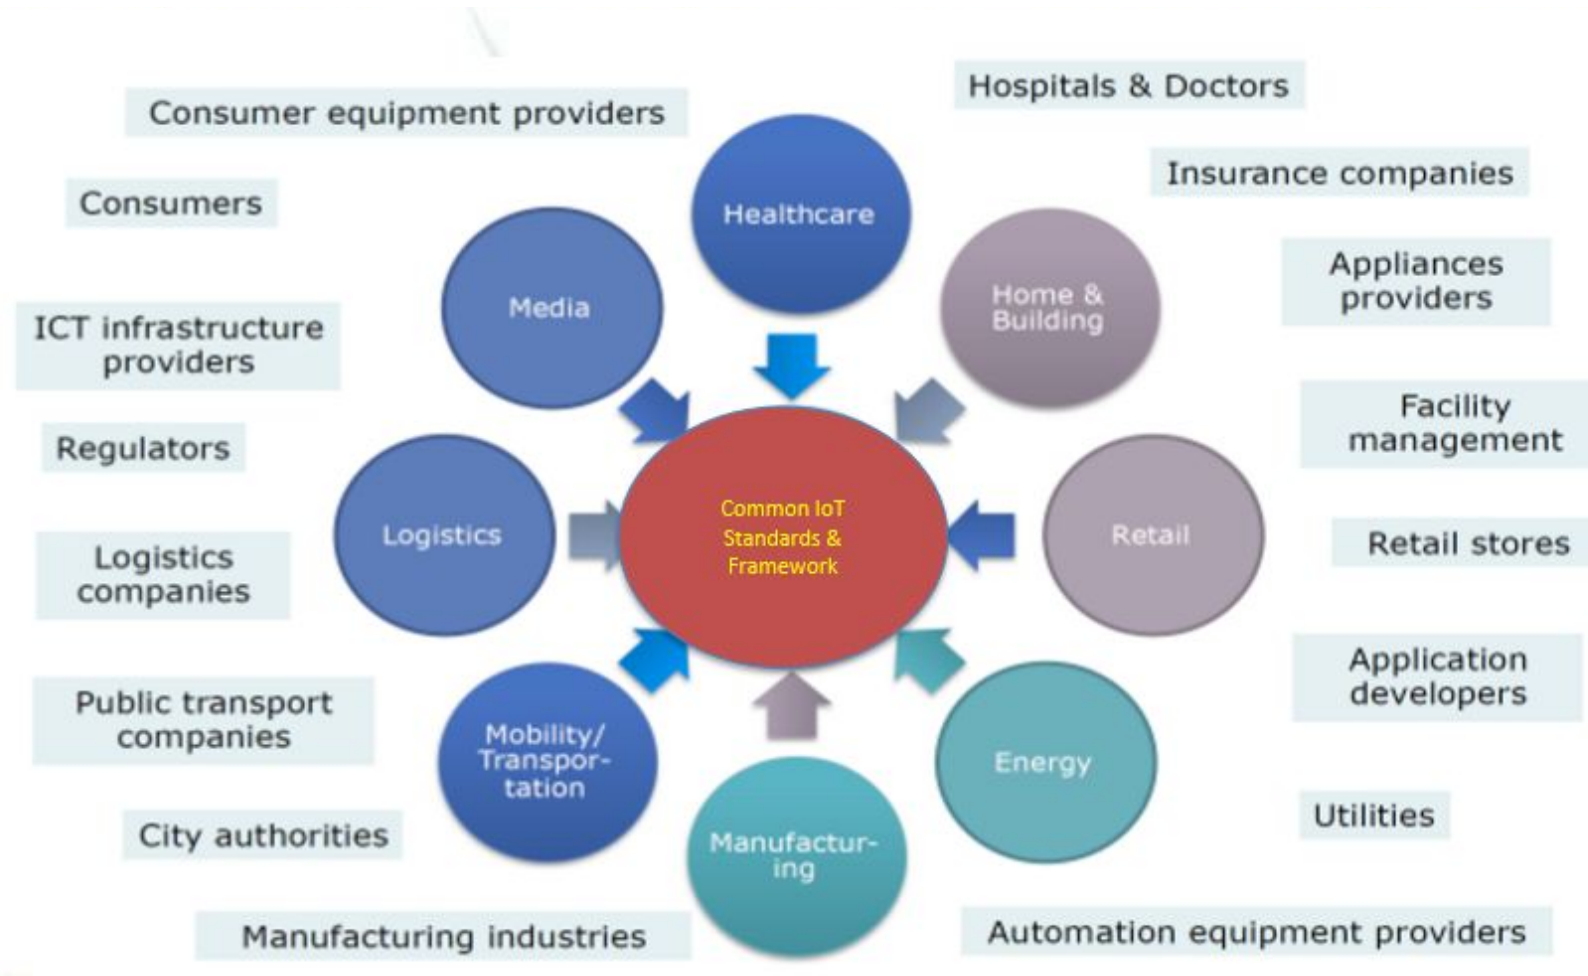 Hospitals & Doctors
Consumer equipment providers
Insurance companies
Consumers
Healthcare
Appliances
providers
Media
Home &
Building
ICT infrastructure
providers
Facility
management
Regulators
Logistics
Common IoT
Standards &
Framework
Retail
Retail stores
Logistics
companies
Application
developers
Public transport
companies
Mobility/
Transpor-
tation
Energy
Utilities
City authorities
Manufactur-
ing
Manufacturing industries
Automation equipment providers